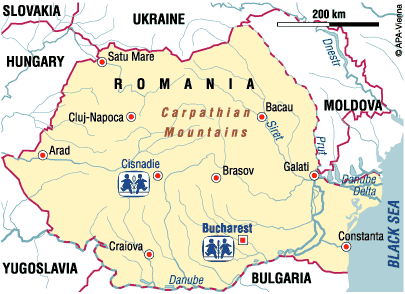 SLOVAKIA
UKRAINE
200 km
© APA-Vienna
HUNGARY
Satu Mare
Dnestr
ROMANIA
MOLDOVA
Cluj-Napoca
Carpathian
Mountains
Bacau
Siret
Prut
Arad
Cisnadie
Brasov
Galati
Danube
Delta
BLACK SEA
Bucharest
Craiova
Constanta
YUGOSLAVIA
Danube
BULGARIA